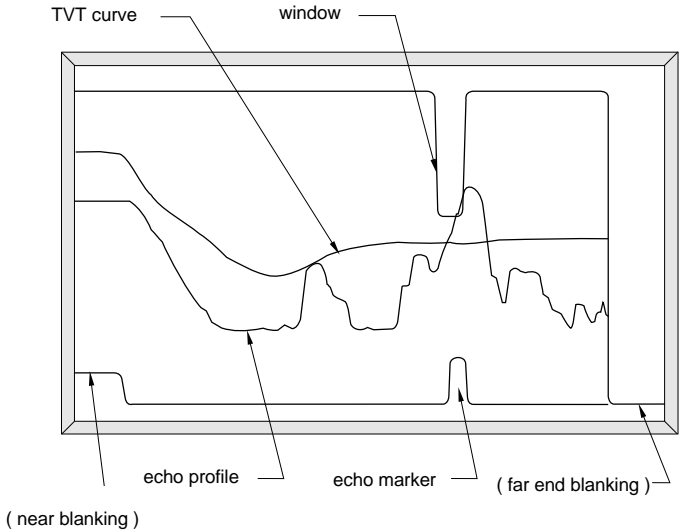 TVT curve
window
echo profile
echo marker
( far end blanking )
( near blanking )